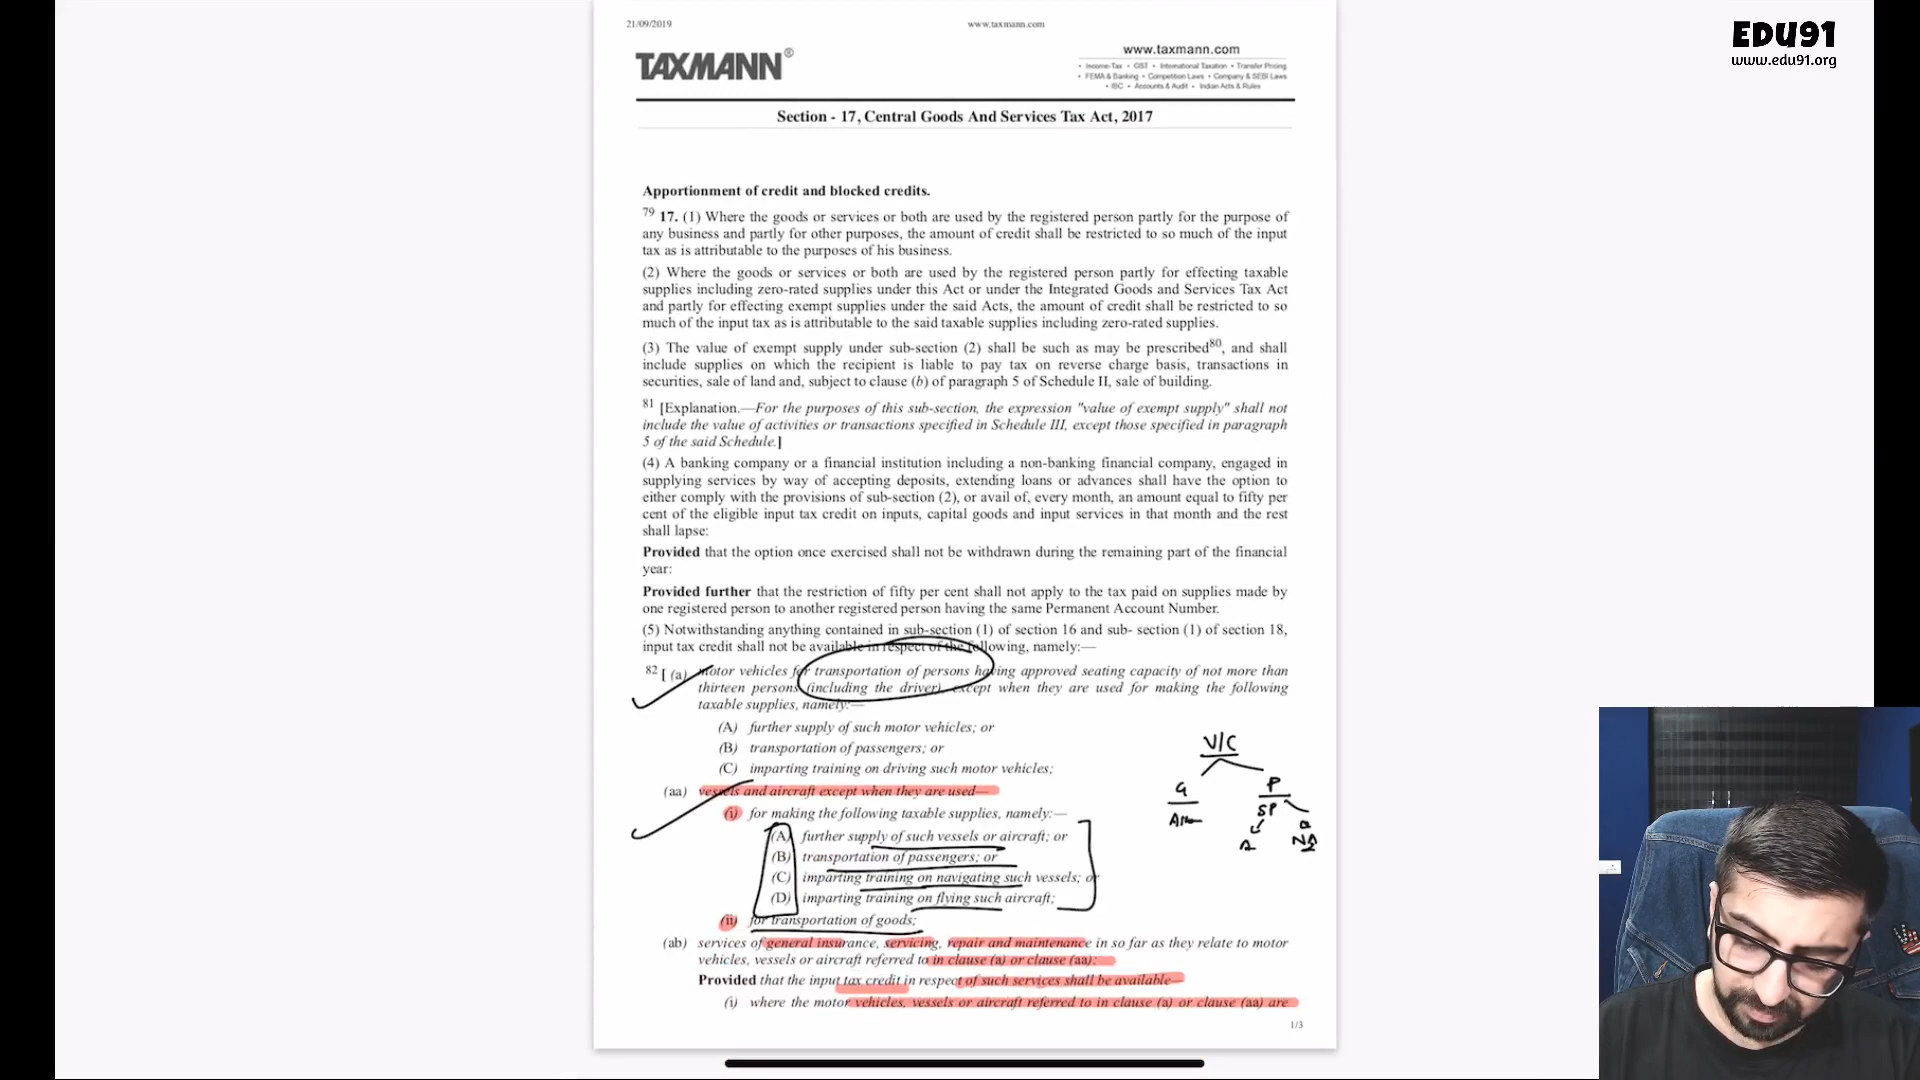 21/09/2019
www.taxmann.com
EDU91
www.edu91.org
TAXMANN®
www.taxmann.com
• Income-Tax • GST • International Taxation • Transfer Pricing
• FEMA & Banking • Competition Laws • Company & SEBI Laws
• IBC • Accounts & Audit • Indian Acts & Rules
Section - 17, Central Goods And Services Tax Act, 2017
Apportionment of credit and blocked credits.
79 17. (1) Where the goods or services or both are used by the registered person partly for the purpose of
any business and partly for other purposes, the amount of credit shall be restricted to so much of the input
tax as is attributable to the purposes of his business.
(2) Where the goods or services or both are used by the registered person partly for effecting taxable
supplies including zero-rated supplies under this Act or under the Integrated Goods and Services Tax Act
and partly for effecting exempt supplies under the said Acts, the amount of credit shall be restricted to so
much of the input tax as is attributable to the said taxable supplies including zero-rated supplies.
(3) The value of exempt supply under sub-section (2) shall be such as may be prescribed80, and shall
include supplies on which the recipient is liable to pay tax on reverse charge basis, transactions in
securities, sale of land and, subject to clause (b) of paragraph 5 of Schedule II, sale of building.
81 [Explanation.—For the purposes of this sub-section, the expression "value of exempt supply" shall not
include the value of activities or transactions specified in Schedule III, except those specified in paragraph
5 of the said Schedule.]
(4) A banking company or a financial institution including a non-banking financial company, engaged in
supplying services by way of accepting deposits, extending loans or advances shall have the option to
either comply with the provisions of sub-section (2), or avail of, every month, an amount equal to fifty per
cent of the eligible input tax credit on inputs, capital goods and input services in that month and the rest
shall lapse:
Provided that the option once exercised shall not be withdrawn during the remaining part of the financial
year:
Provided further that the restriction of fifty per cent shall not apply to the tax paid on supplies made by
one registered person to another registered person having the same Permanent Account Number.
(5) Notwithstanding anything contained in sub-section (1) of section 16 and sub- section (1) of section 18,
input tax credit shall not be available in respect of the following, namely:—
82 [ (a) motor vehicles for transportation of persons having approved seating capacity of not more than
thirteen persons (including the driver), except when they are used for making the following
taxable supplies, namely:—
(A) further supply of such motor vehicles; or
(B) transportation of passengers; or
(C) imparting training on driving such motor vehicles;
V/C
G P
SP
(aa) vessels and aircraft except when they are used—
(i) for making the following taxable supplies, namely:—
(A) further supply of such vessels or aircraft; or
(B) transportation of passengers; or
(C) imparting training on navigating such vessels; or
(D) imparting training on flying such aircraft;
(ii) for transportation of goods;
(ab) services of general insurance, servicing, repair and maintenance in so far as they relate to motor
vehicles, vessels or aircraft referred to in clause (a) or clause (aa):
Provided that the input tax credit in respect of such services shall be available—
(i) where the motor vehicles, vessels or aircraft referred to in clause (a) or clause (aa) are
1/3